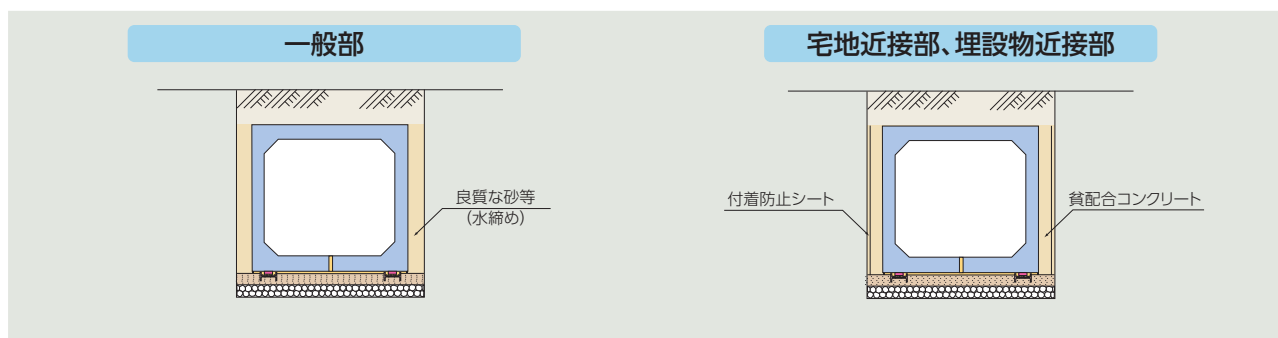 一般部
良質な砂等
(水締め)
宅地近接部、埋設物近接部
付着防止シート
貧配合コンクリート